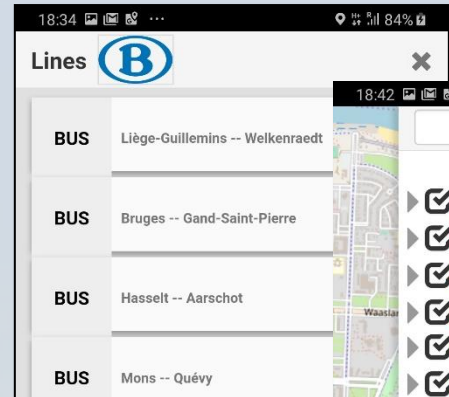 18:34 ... 84%
Lines B
BUS Liège-Guillemins -- Welkenraedt
BUS Bruges -- Gand-Saint-Pierre
BUS Hasselt -- Aarschot
BUS Mons -- Quévy
18:42